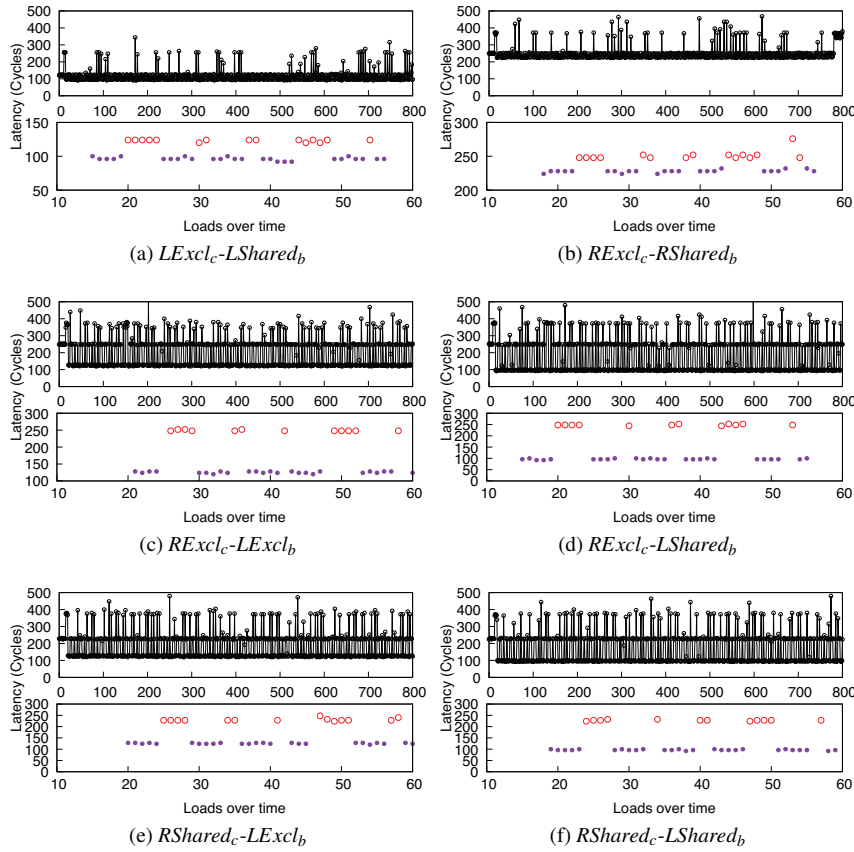 300
250
200
150
100
50
0
0 100 200 300 400 500 600 700 800
150
100
50
10 20 30 40 50 60
Latency (Cycles)
Loads over time
(a) LExclc-LSharedb
500
400
300
200
100
0
0 100 200 300 400 500 600 700 800
300
250
200
10 20 30 40 50 60
Loads over time
(b) RExclc-RSharedb
500
400
300
200
100
0
0 100 200 300 400 500 600 700 800
300
250
200
150
100
10 20 30 40 50 60
Latency (Cycles)
Loads over time
(c) RExclc-LExclb
500
400
300
200
100
0
0 100 200 300 400 500 600 700 800
300
250
200
150
100
50
0
10 20 30 40 50 60
Loads over time
(d) RExclc-LSharedb
500
400
300
200
100
0
0 100 200 300 400 500 600 700 800
300
250
200
150
100
50
0
10 20 30 40 50 60
Latency (Cycles)
Loads over time
(e) RSharedc-LExclb
500
400
300
200
100
0
0 100 200 300 400 500 600 700 800
300
250
200
150
100
50
0
10 20 30 40 50 60
Loads over time
(f) RSharedc-LSharedb